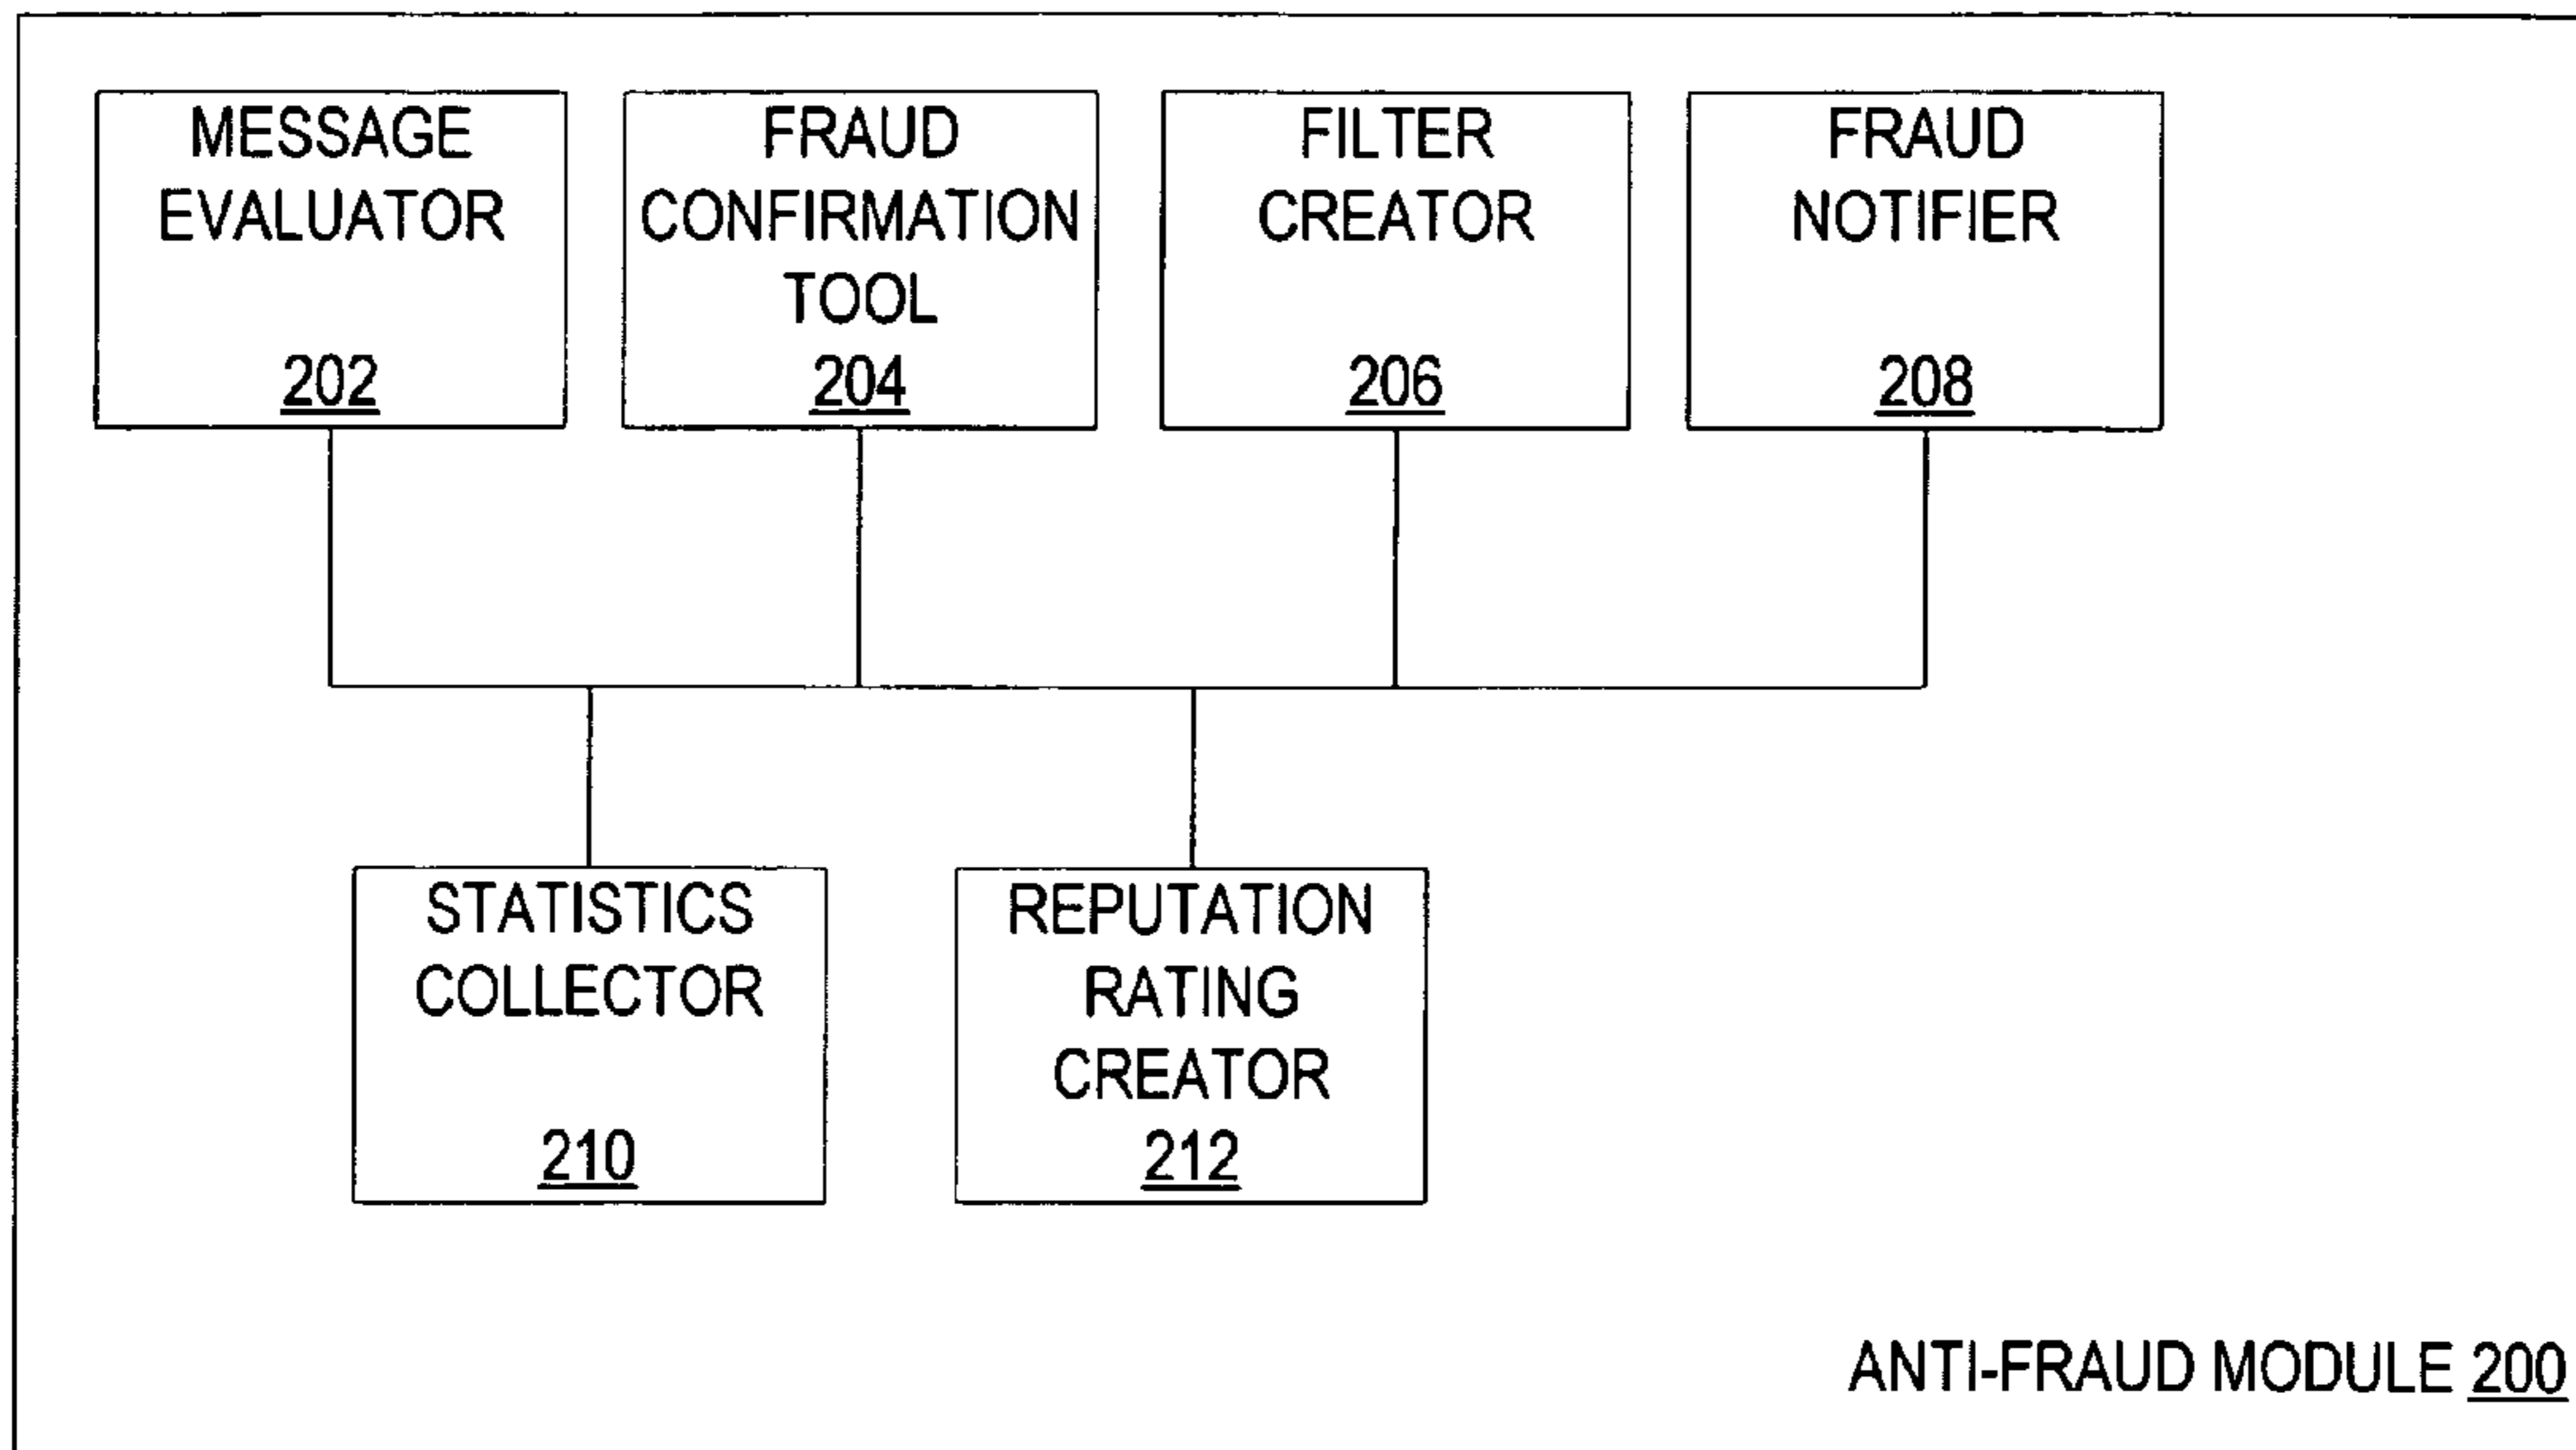 MESSAGE
EVALUATOR
202
FRAUD
CONFIRMATION
TOOL
204
FILTER
CREATOR
206
FRAUD
NOTIFIER
208
STATISTICS
COLLECTOR
210
REPUTATION
RATING
CREATOR
212
ANTI-FRAUD MODULE 200